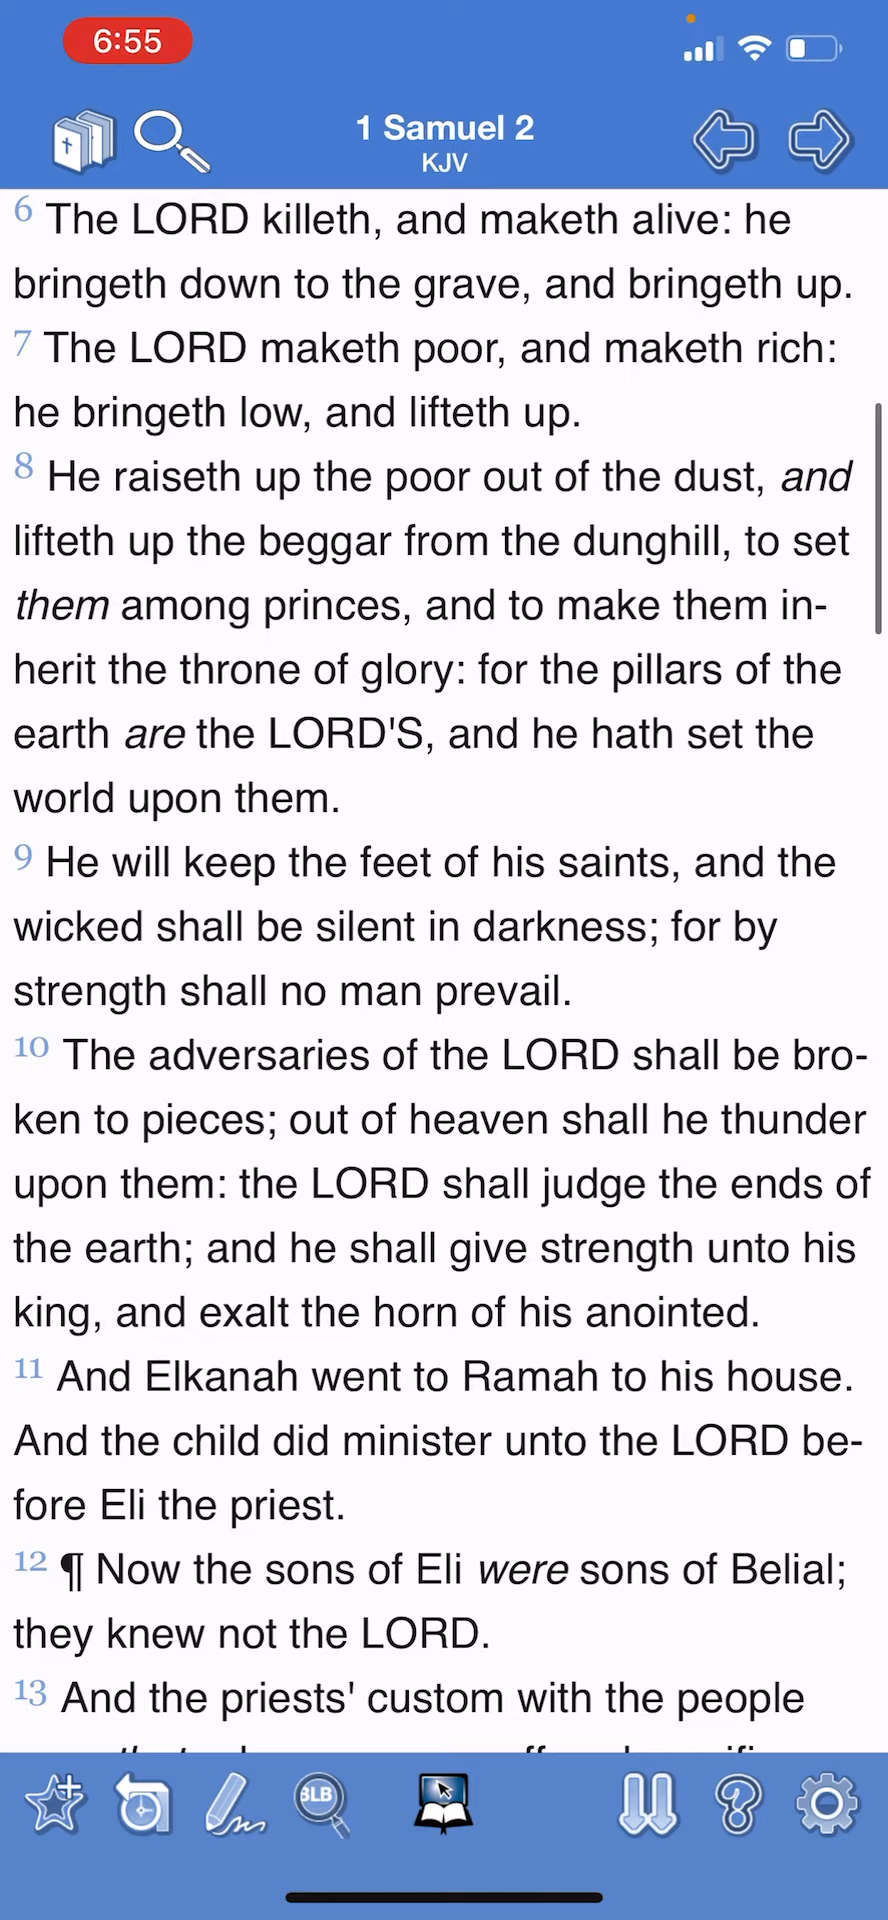 6:55
1 Samuel 2
KJV
6 The LORD killeth, and maketh alive: he
bringeth down to the grave, and bringeth up.
7 The LORD maketh poor, and maketh rich:
he bringeth low, and lifteth up.
8 He raiseth up the poor out of the dust, and
lifteth up the beggar from the dunghill, to set
them among princes, and to make them in-
herit the throne of glory: for the pillars of the
earth are the LORD'S, and he hath set the
world upon them.
9 He will keep the feet of his saints, and the
wicked shall be silent in darkness; for by
strength shall no man prevail.
10 The adversaries of the LORD shall be bro-
ken to pieces; out of heaven shall he thunder
upon them: the LORD shall judge the ends of
the earth; and he shall give strength unto his
king, and exalt the horn of his anointed.
11 And Elkanah went to Ramah to his house.
And the child did minister unto the LORD be-
fore Eli the priest.
12 ¶ Now the sons of Eli were sons of Belial;
they knew not the LORD.
13 And the priests' custom with the people
BLB